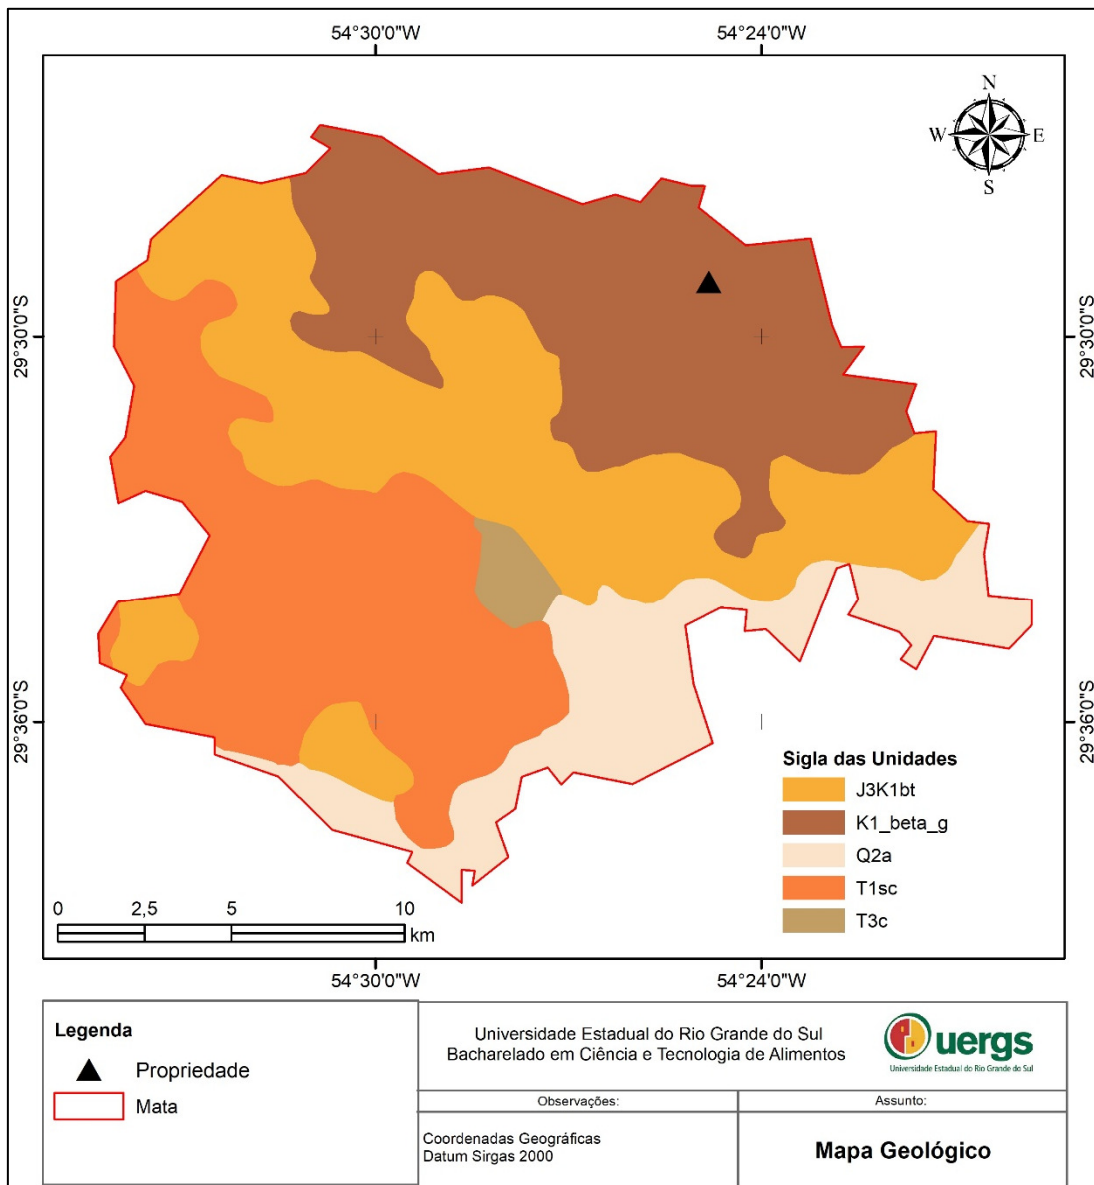 54°30'0"W
54°24'0"W
N
W
E
S
29°30'0"S
29°30'0"S
29°36'0"S
29°36'0"S
Sigla das Unidades
J3K1bt
K1_beta_g
Q2a
T1sc
T3c
0
2,5
5
10
km
54°30'0"W
54°24'0"W
Legenda
Propriedade
Mata
Universidade Estadual do Rio Grande do Sul
Bacharelado em Ciência e Tecnologia de Alimentos
uergs
Universidade Estadual do Rio Grande do Sul
Observações:
Assunto:
Coordenadas Geográficas
Datum Sirgas 2000
Mapa Geológico